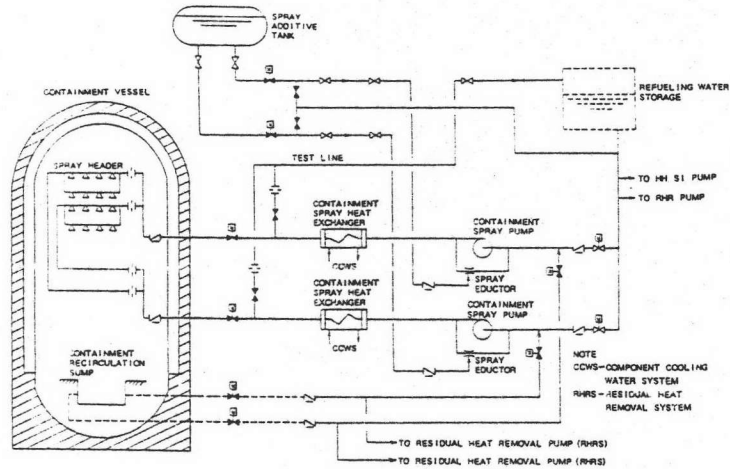 SPRAY
ADDITIVE
TANK
CONTAINMENT VESSEL
REFUELING WATER
STORAGE
SPRAY HEADER
TEST LINE
TO HH SI PUMP
TO RHR PUMP
CONTAINMENT
SPRAY HEAT
EXCHANGER
CONTAINMENT
SPRAY PUMP
CCWS
SPRAY
EDUCTOR
CONTAINMENT
SPRAY HEAT
EXCHANGER
CONTAINMENT
SPRAY PUMP
CCWS
SPRAY
EDUCTOR
CONTAINMENT
RECIRCULATION
SUMP
NOTE
CCWS-COMPONENT COOLING
WATER SYSTEM
RHRS-RESIDUAL HEAT
REMOVAL SYSTEM
TO RESIDUAL HEAT REMOVAL PUMP (RHRS)
TO RESIDUAL HEAT REMOVAL PUMP (RHRS)